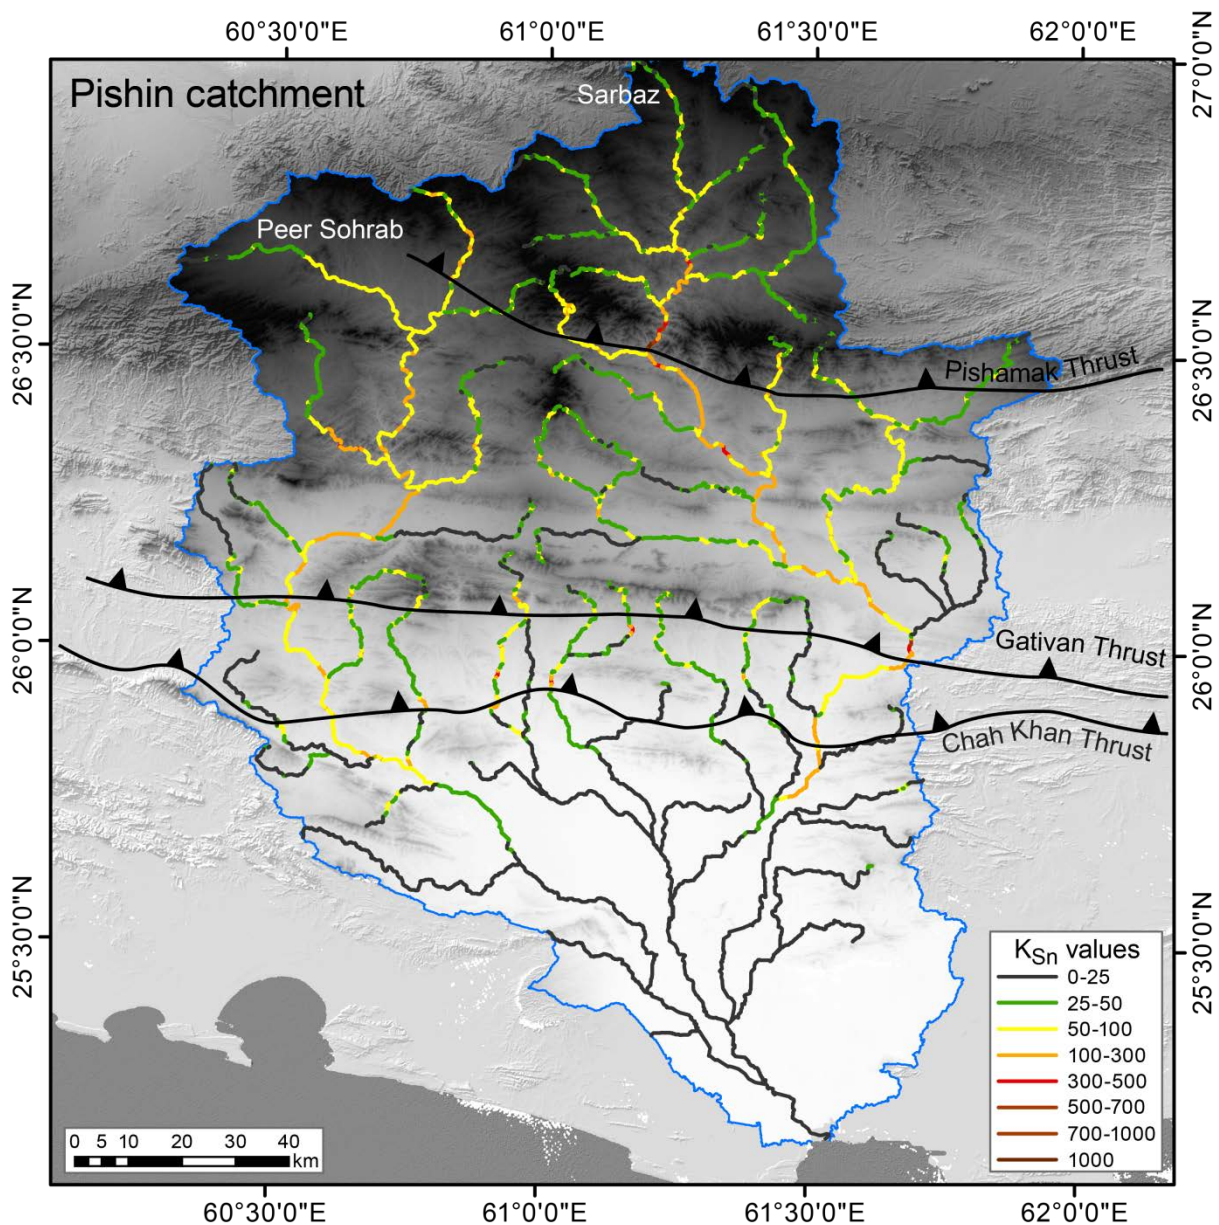 60°30'0"E 61°0'0"E 61°30'0"E 62°0'0"E
27°0'0"N
Pishin catchment
Sarbaz
Peer Sohrab
26°30'0"N
26°30'0"N
Pishamak Thrust
26°0'0"N
26°0'0"N
Gativan Thrust
Chah Khan Thrust
25°30'0"N
25°30'0"N
KSn values
0-25
25-50
50-100
100-300
300-500
500-700
700-1000
1000
0 5 10 20 30 40
km
60°30'0"E 61°0'0"E 61°30'0"E 62°0'0"E